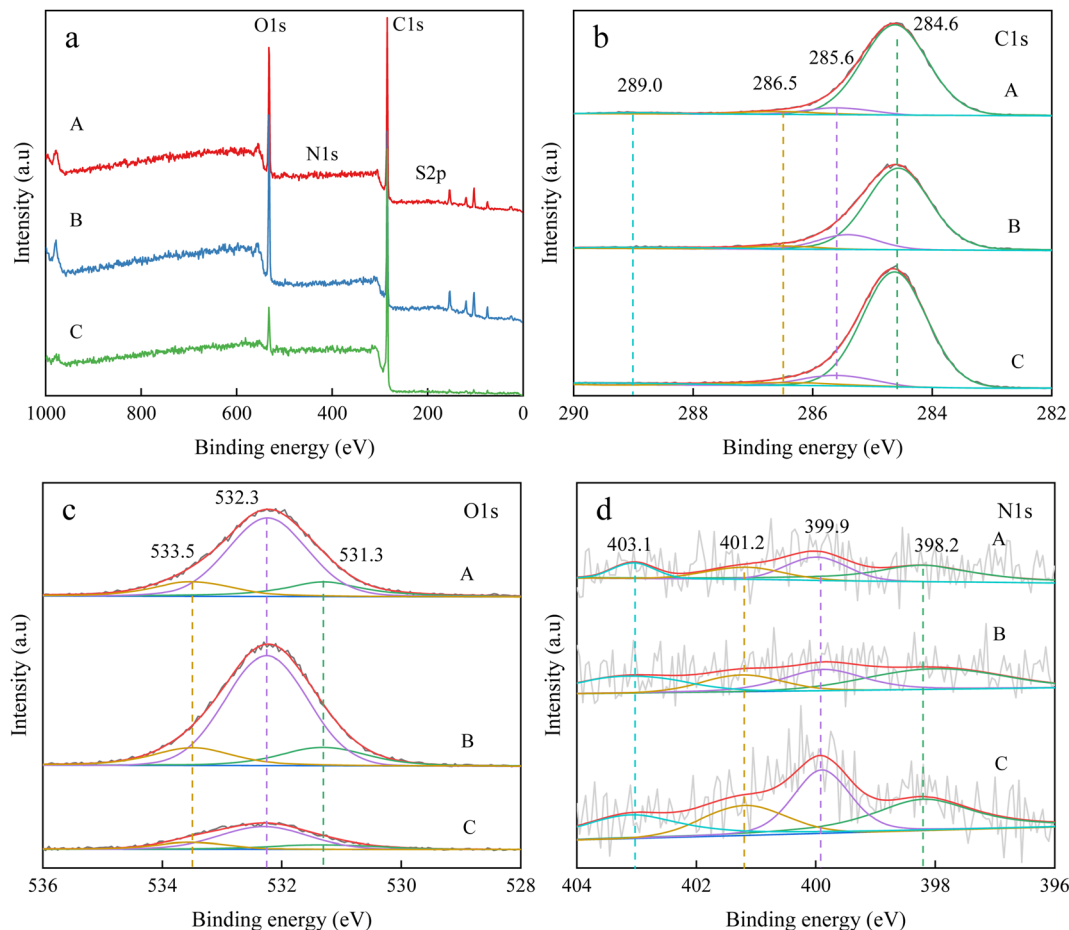 a
O1s
C1s
A
N1s
S2p
B
C
Intensity (a.u)
1000
800
600
400
200
0
Binding energy (eV)
b
C1s
284.6
285.6
286.5
289.0
A
B
C
Intensity (a.u)
290
288
286
284
282
Binding energy (eV)
c
O1s
532.3
533.5
531.3
A
B
C
Intensity (a.u)
536
534
532
530
528
Binding energy (eV)
d
N1s
A
403.1
401.2
399.9
398.2
B
C
Intensity (a.u)
404
402
400
398
396
Binding energy (eV)